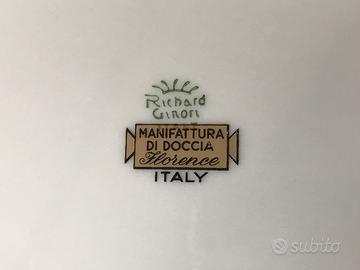 Richard
Ginori
MANIFATTURA
DI DOCCIA
Florence
ITALY
subito